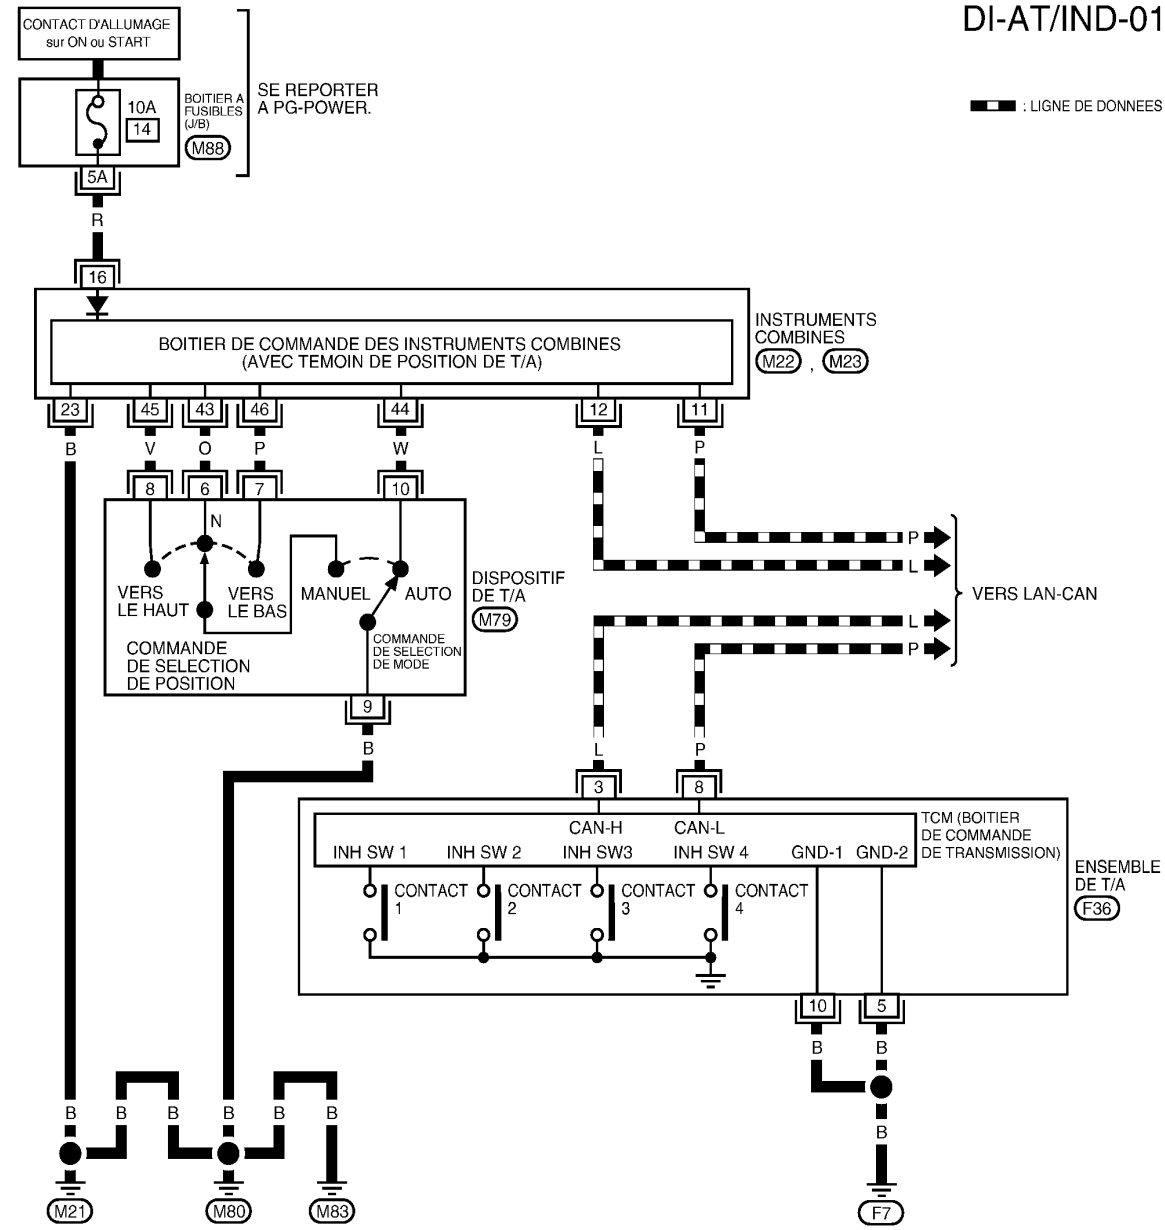 DI-AT/IND-01
CONTACT D'ALLUMAGE
sur ON ou START
10A
14
BOITIER A
FUSIBLES
(J/B)
M88
SE REPORTER
A PG-POWER.
: LIGNE DE DONNEES
5A
R
16
BOITIER DE COMMANDE DES INSTRUMENTS COMBINES
(AVEC TEMOIN DE POSITION DE T/A)
INSTRUMENTS
COMBINES
M22 , M23
23 45 43 46 44 12 11
B V O P W L P
8 6 7 10
N
VERS
LE HAUT
VERS
LE BAS
MANUEL
AUTO
COMMANDE
DE SELECTION
DE POSITION
COMMANDE
DE SELECTION
DE MODE
DISPOSITIF
DE T/A
M79
P
L
L
P
VERS LAN-CAN
9
B
L P
3 8
CAN-H CAN-L
INH SW 1 INH SW 2 INH SW3 INH SW 4 GND-1 GND-2
TCM (BOITIER
DE COMMANDE
DE TRANSMISSION)
CONTACT
1
CONTACT
2
CONTACT
3
CONTACT
4
ENSEMBLE
DE T/A
F36
10 5
B B
B B B B B B
B
M21 M80 M83 F7